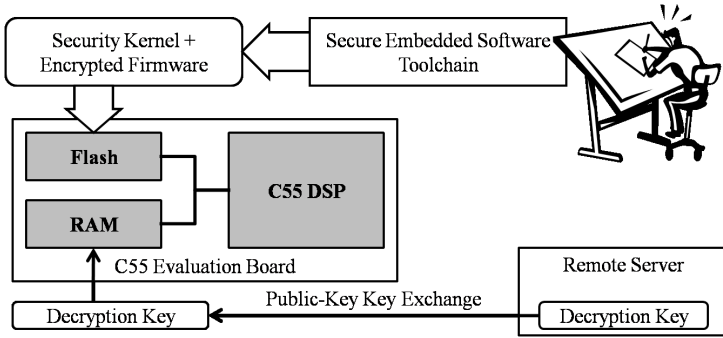 Security Kernel +
Encrypted Firmware
Secure Embedded Software
Toolchain
Flash
C55 DSP
RAM
C55 Evaluation Board
Remote Server
Public-Key Key Exchange
Decryption Key
Decryption Key